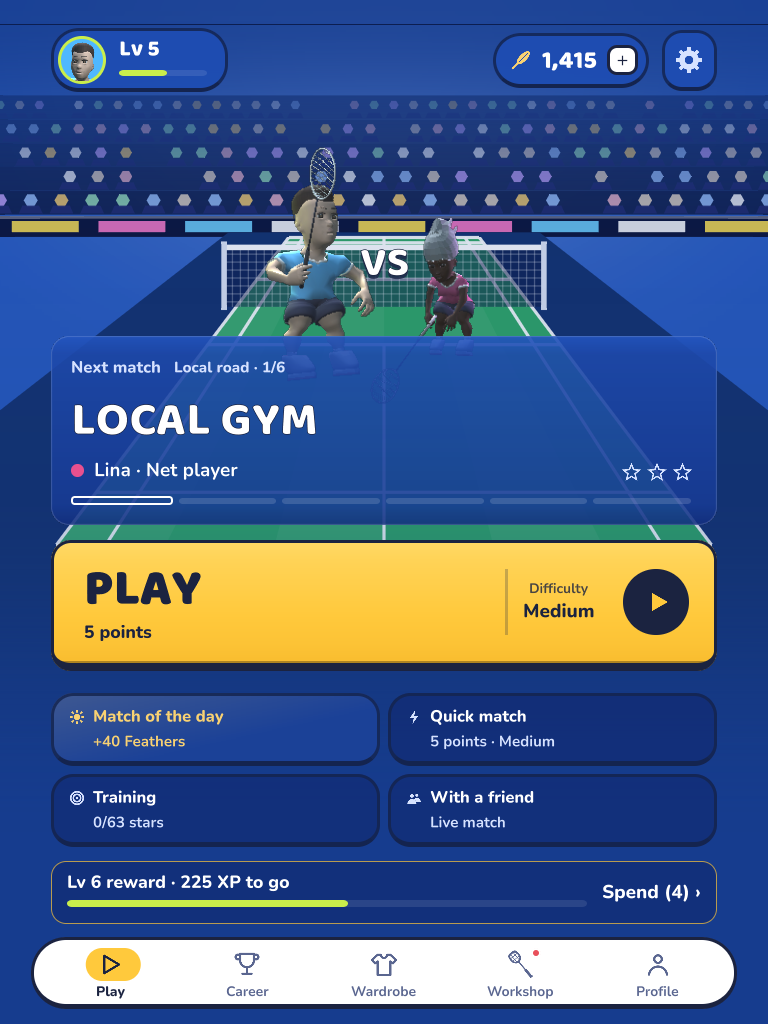 Lv 5
1,415
+
VS
Next match Local road · 1/6
LOCAL GYM
Lina · Net player
PLAY
5 points
Difficulty
Medium
Match of the day
+40 Feathers
Quick match
5 points · Medium
Training
0/63 stars
With a friend
Live match
Lv 6 reward · 225 XP to go
Spend (4) ›
Play
Career
Wardrobe
Workshop
Profile